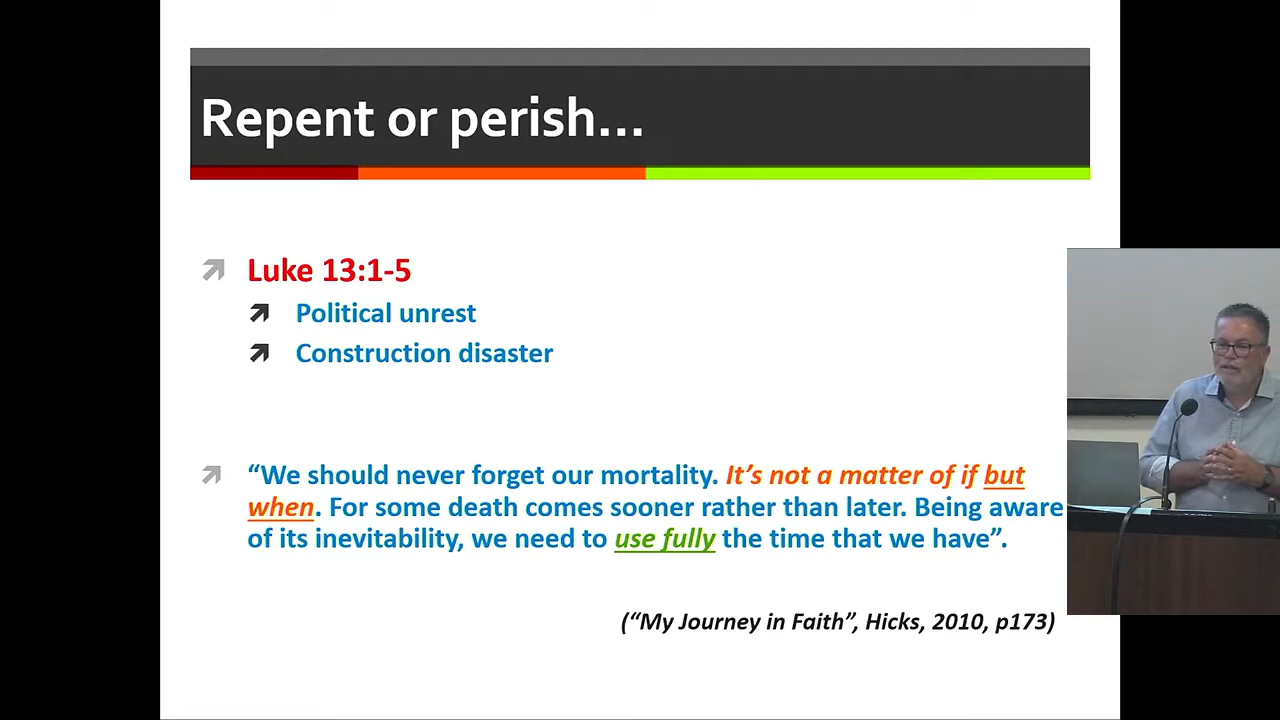 Repent or perish...
Luke 13:1-5
Political unrest
Construction disaster
“We should never forget our mortality. It’s not a matter of if but
when. For some death comes sooner rather than later. Being aware
of its inevitability, we need to use fully the time that we have”.
(“My Journey in Faith”, Hicks, 2010, p173)